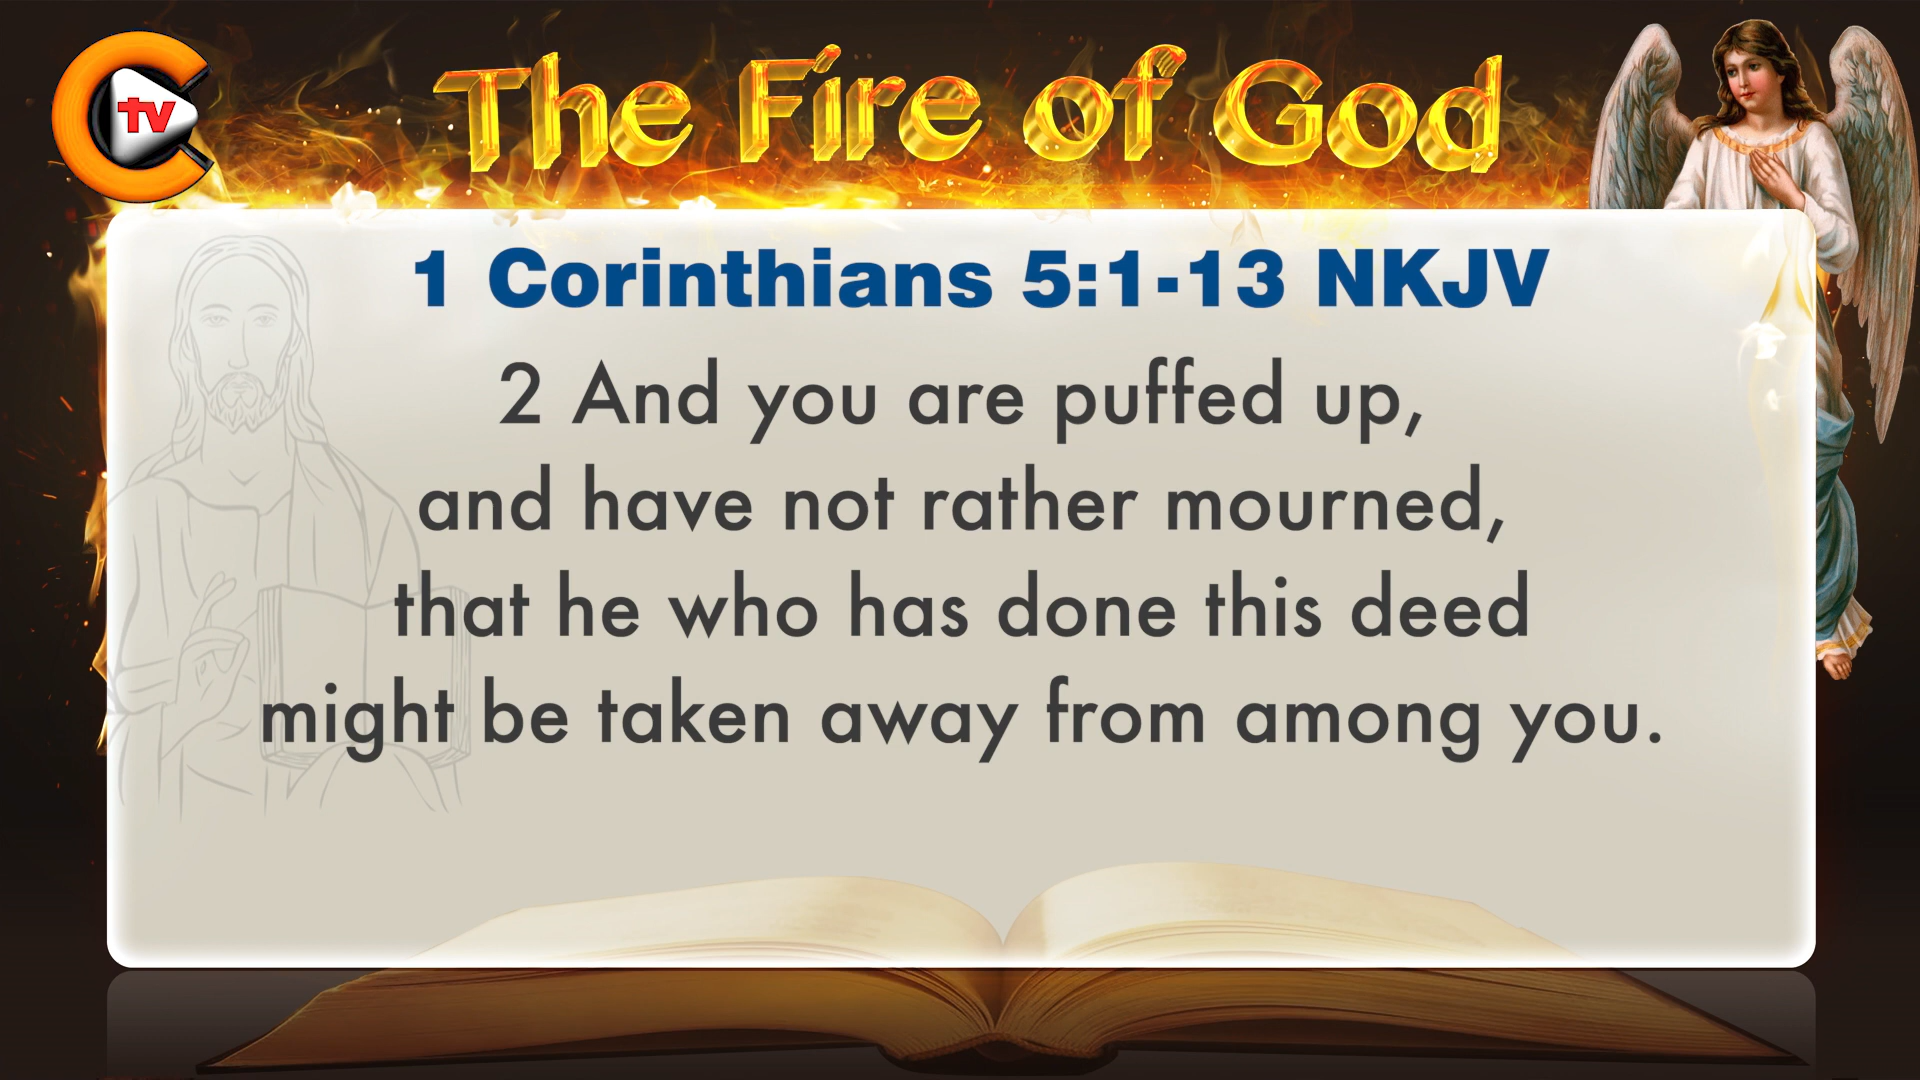 tv
The Fire of God
1 Corinthians 5:1-13 NKJV
2 And you are puffed up,
and have not rather mourned,
that he who has done this deed
might be taken away from among you.